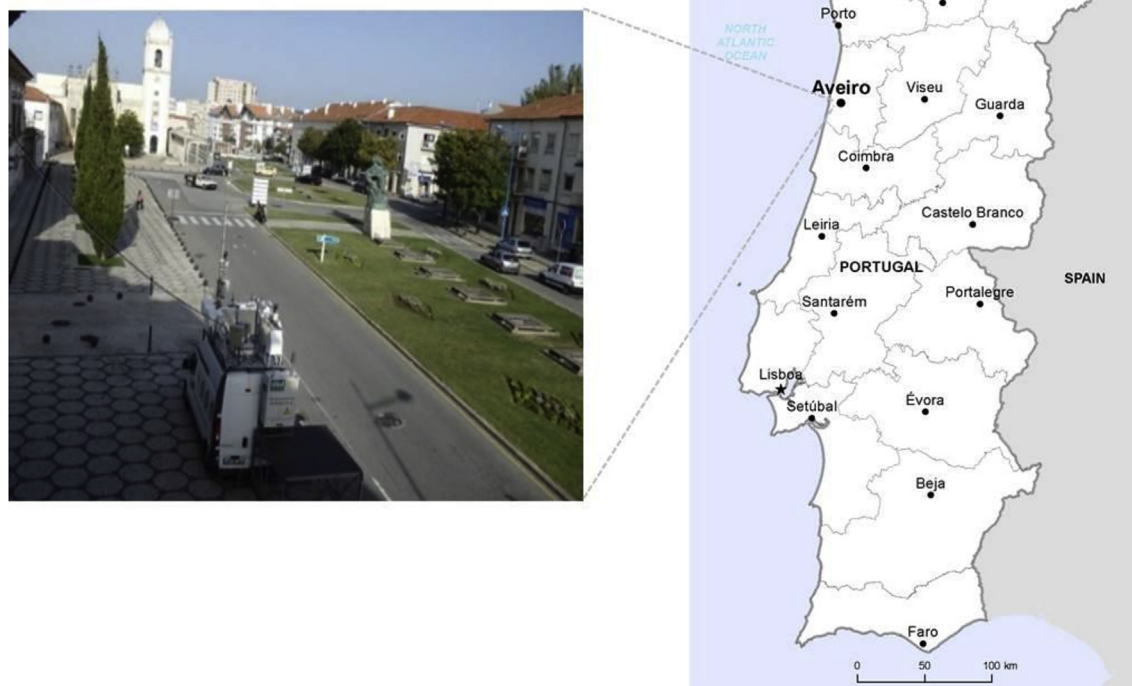 Porto
NORTH
ATLANTIC
OCEAN
Aveiro
Viseu
Guarda
Coimbra
Castelo Branco
Leiria
PORTUGAL
SPAIN
Portalegre
Santarém
Lisboa
Évora
Setúbal
Beja
Faro
0 50 100 km